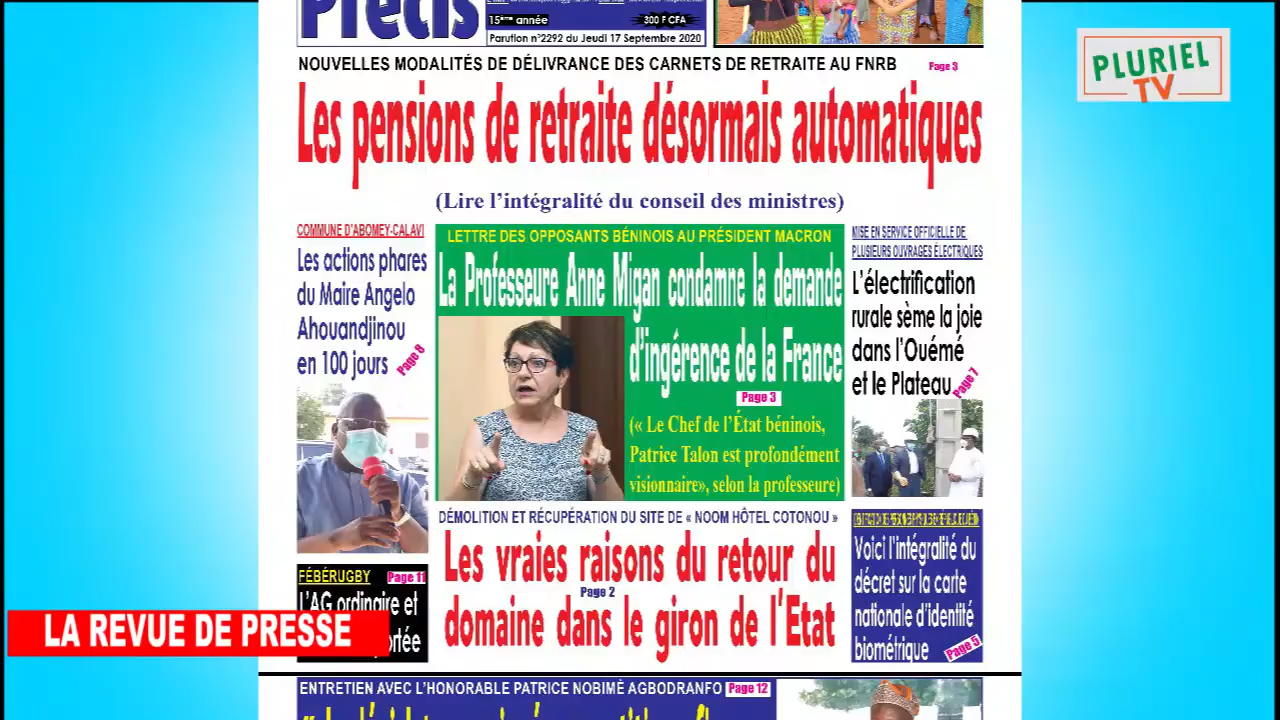 Précis
15ème année
300 F CFA
Parution n°2292 du Jeudi 17 Septembre 2020
PLURIEL
TV
NOUVELLES MODALITÉS DE DÉLIVRANCE DES CARNETS DE RETRAITE AU FNRB Page 3
Les pensions de retraite désormais automatiques
(Lire l'intégralité du conseil des ministres)
COMMUNE D'ABOMEY-CALAVI
Les actions phares
du Maire Angelo
Ahouandjinou
en 100 jours
Page 8
LETTRE DES OPPOSANTS BÉNINOIS AU PRÉSIDENT MACRON
La Professeure Anne Migan condamne la demande
d'ingérence de la France
Page 3
(« Le Chef de l'État béninois,
Patrice Talon est profondément
visionnaire», selon la professeure)
MISE EN SERVICE OFFICIELLE DE
PLUSIEURS OUVRAGES ÉLECTRIQUES
L'électrification
rurale sème la joie
dans l'Ouémé
et le Plateau
Page 7
DÉMOLITION ET RÉCUPÉRATION DU SITE DE « NOOM HÔTEL COTONOU »
Les vraies raisons du retour du
Page 2
domaine dans le giron de l'Etat
FÉBÉRUGBY Page 11
L'AG ordinaire et
Voici l'intégralité du
décret sur la carte
nationale d'identité
biométrique
Page 5
LA REVUE DE PRESSE
ENTRETIEN AVEC L'HONORABLE PATRICE NOBIMÈ AGBODRANFO Page 12